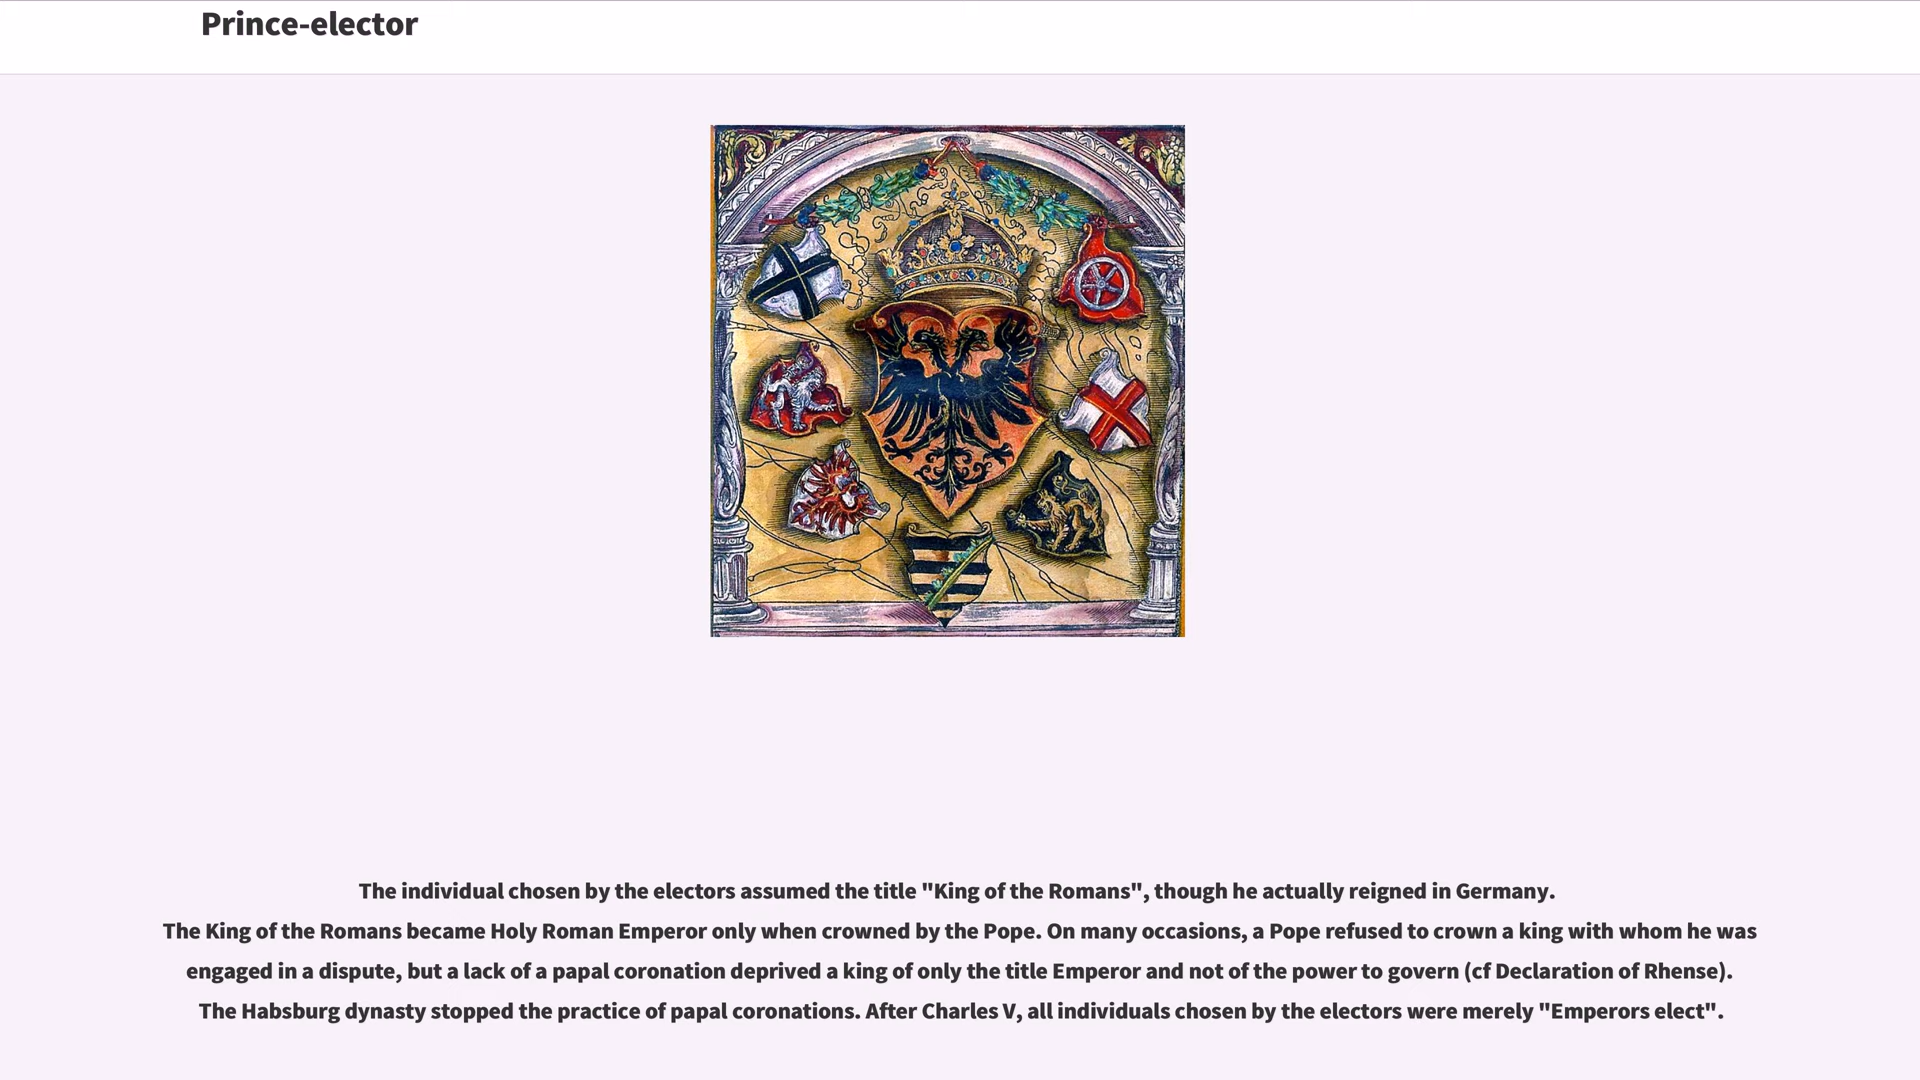 Prince-elector
The individual chosen by the electors assumed the title "King of the Romans", though he actually reigned in Germany.
The King of the Romans became Holy Roman Emperor only when crowned by the Pope. On many occasions, a Pope refused to crown a king with whom he was
engaged in a dispute, but a lack of a papal coronation deprived a king of only the title Emperor and not of the power to govern (cf Declaration of Rhense).
The Habsburg dynasty stopped the practice of papal coronations. After Charles V, all individuals chosen by the electors were merely "Emperors elect".